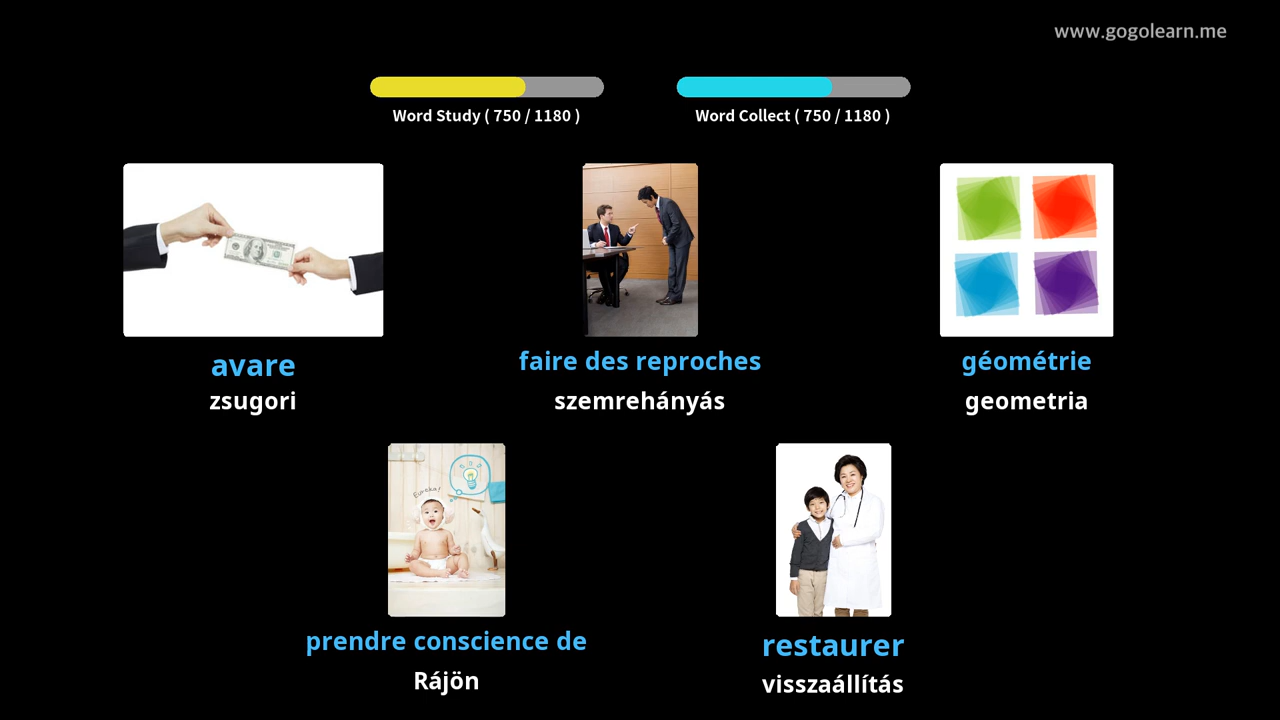 www.gogolearn.me
Word Study ( 750 / 1180 )
Word Collect ( 750 / 1180 )
avare
zsugori
faire des reproches
szemrehányás
géométrie
geometria
Eureka!
prendre conscience de
Rájön
restaurer
visszaállítás